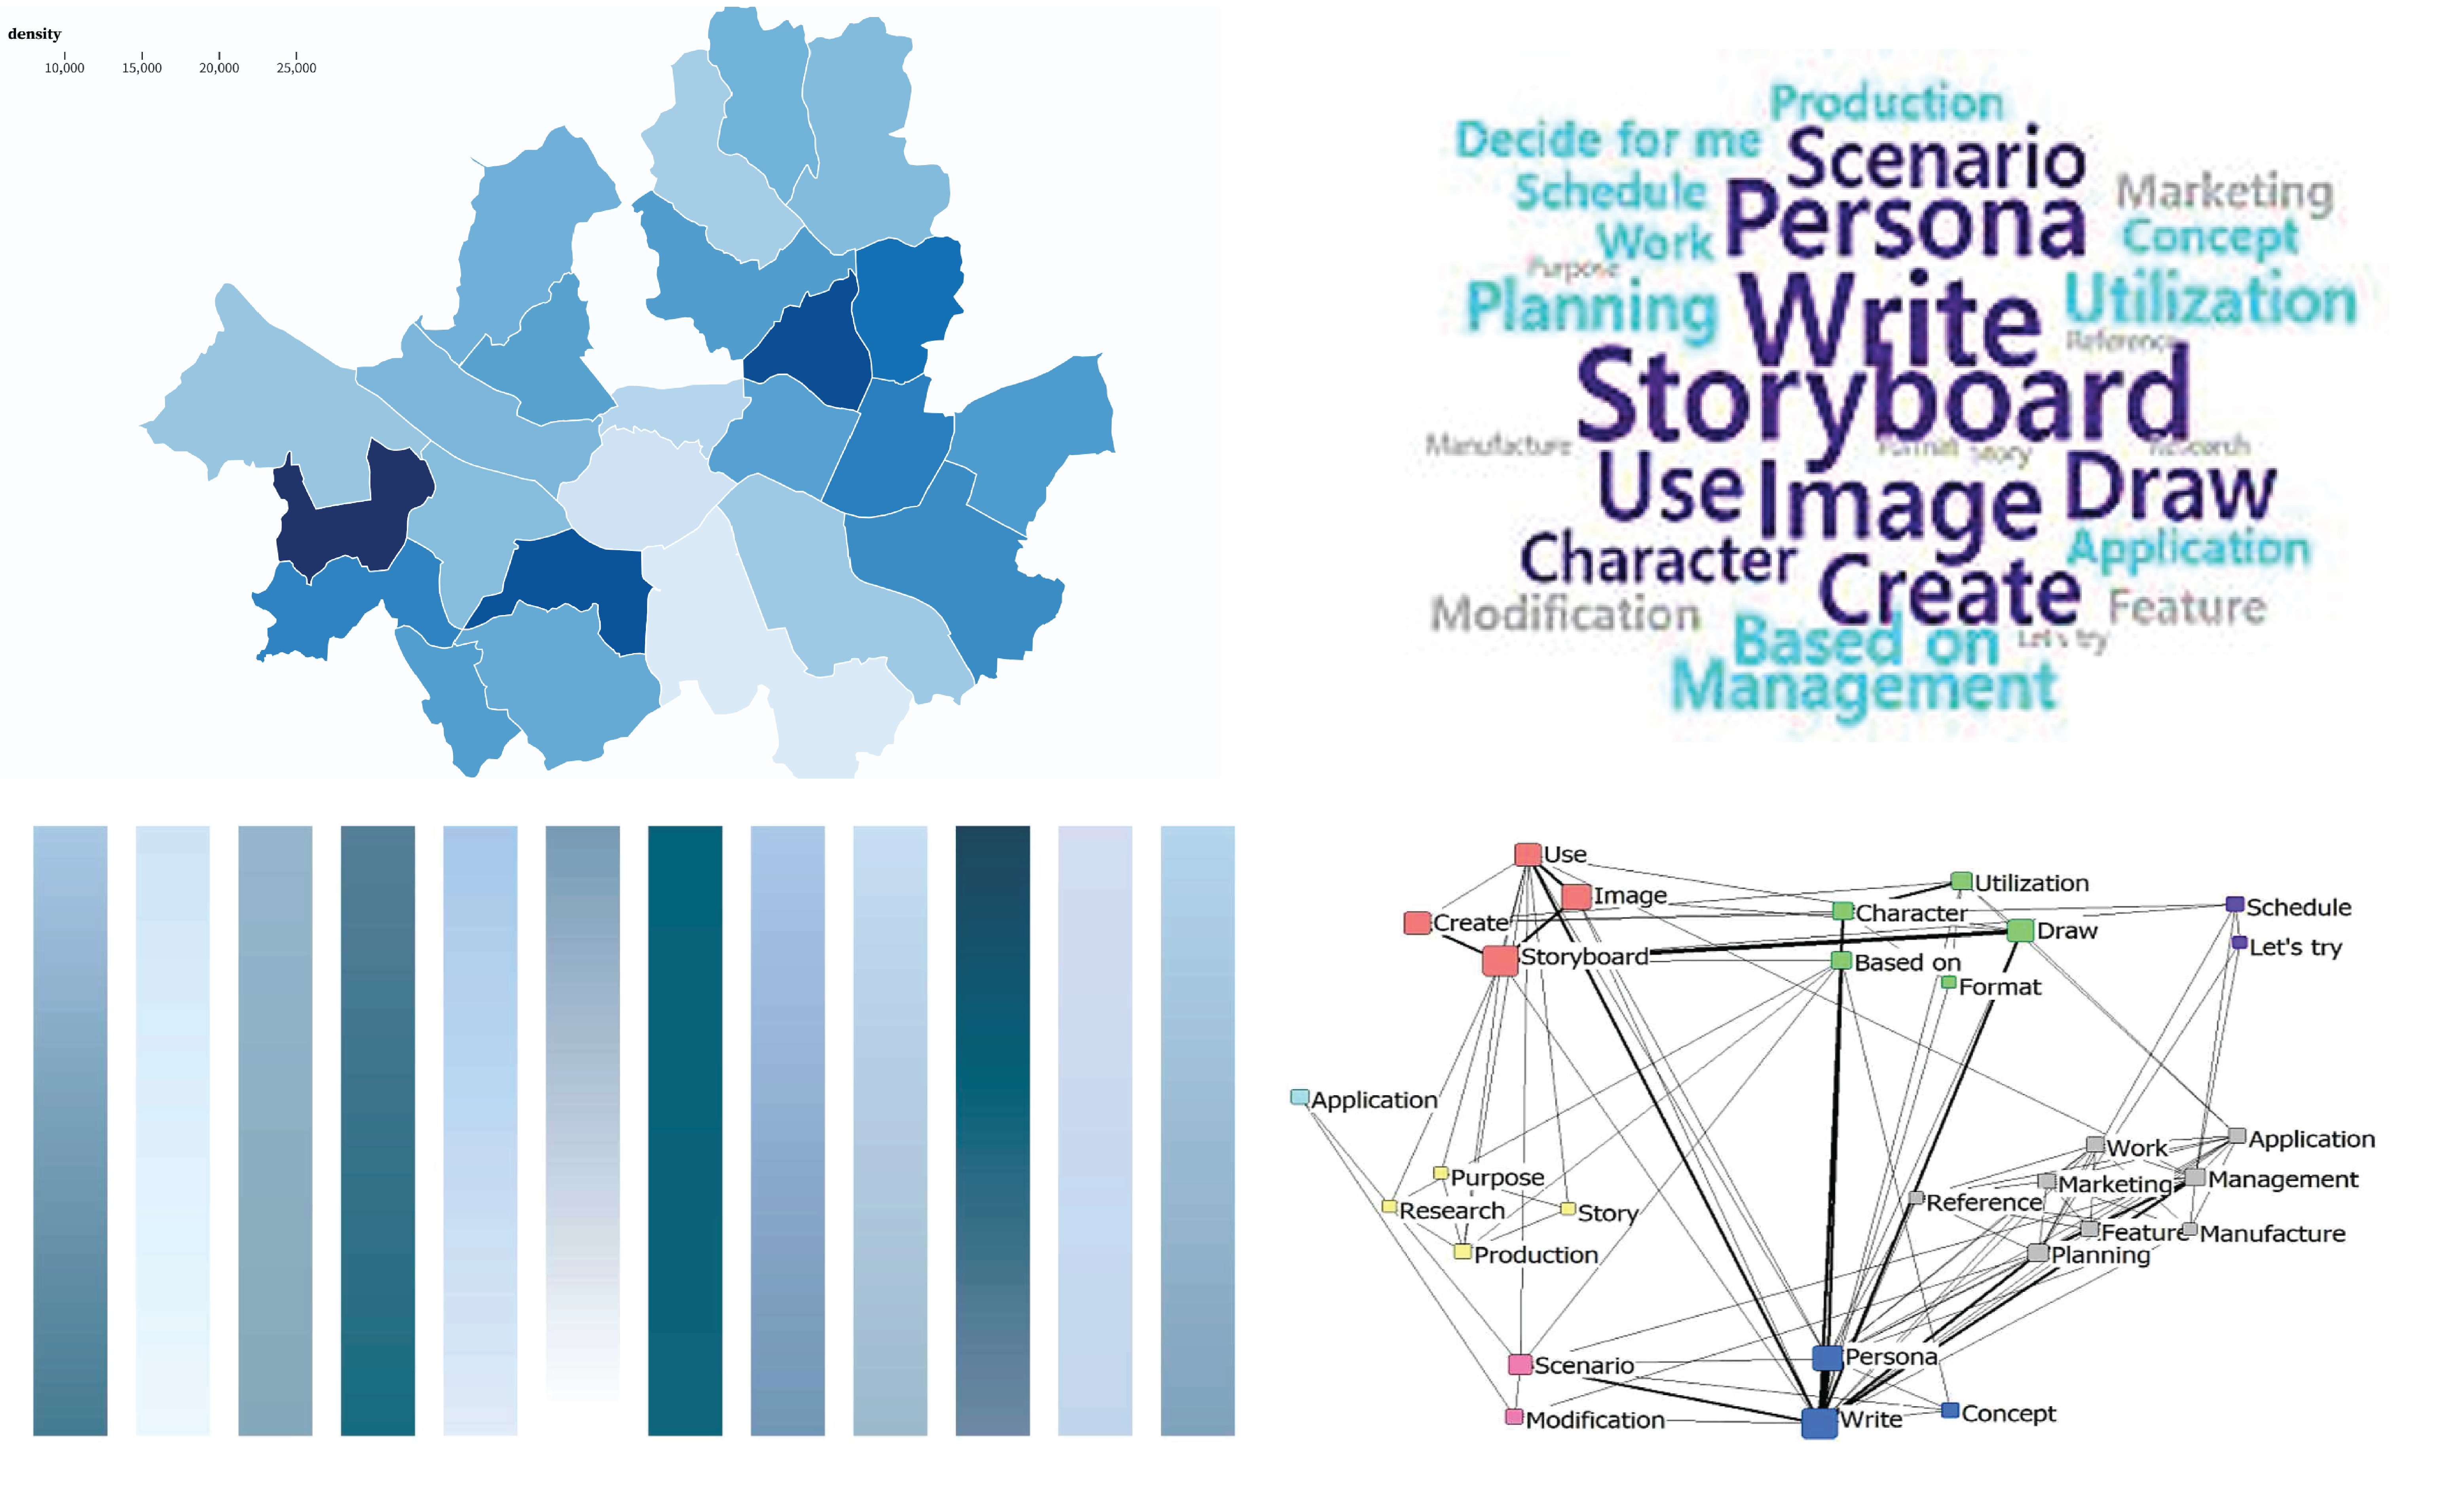 density
10,000 15,000 20,000 25,000
Production
Decide for me
Scenario
Schedule
Marketing
Persona
Work
Concept
Purpose
Planning
Write
Utilization
Reference
Storyboard
Manufacture
Format
Story
Research
Use
Image
Draw
Character
Application
Create
Modification
Feature
Based on
Let's try
Management
Use
Image
Utilization
Create
Character
Schedule
Draw
Let's try
Storyboard
Based on
Format
Application
Work
Application
Purpose
Marketing
Management
Research
Story
Reference
Feature
Manufacture
Production
Planning
Persona
Scenario
Modification
Write
Concept